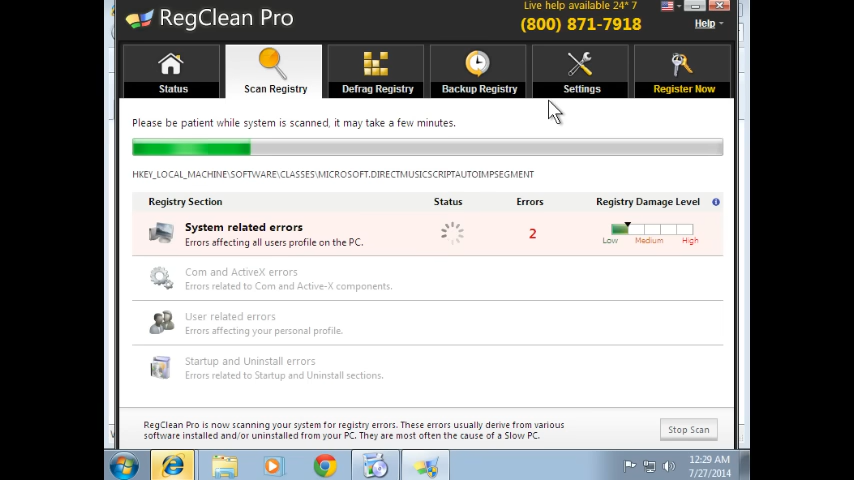 Live help available 24* 7
RegClean Pro
(800) 871-7918
Help
Status
Scan Registry
Defrag Registry
Backup Registry
Settings
Register Now
Please be patient while system is scanned, it may take a few minutes.
HKEY_LOCAL_MACHINE\SOFTWARE\CLASSES\MICROSOFT.DIRECTMUSICSCRIPTAUTOIMPSEGMENT
Registry Section Status Errors Registry Damage Level
System related errors
Errors affecting all users profile on the PC.
2
Low Medium High
Com and ActiveX errors
Errors related to Com and Active-X components.
User related errors
Errors affecting your personal profile.
Startup and Uninstall errors
Errors related to Startup and Uninstall sections.
RegClean Pro is now scanning your system for registry errors. These errors usually derive from various
software installed and/or uninstalled from your PC. They are most often the cause of a Slow PC.
Stop Scan
12:29 AM
7/27/2014